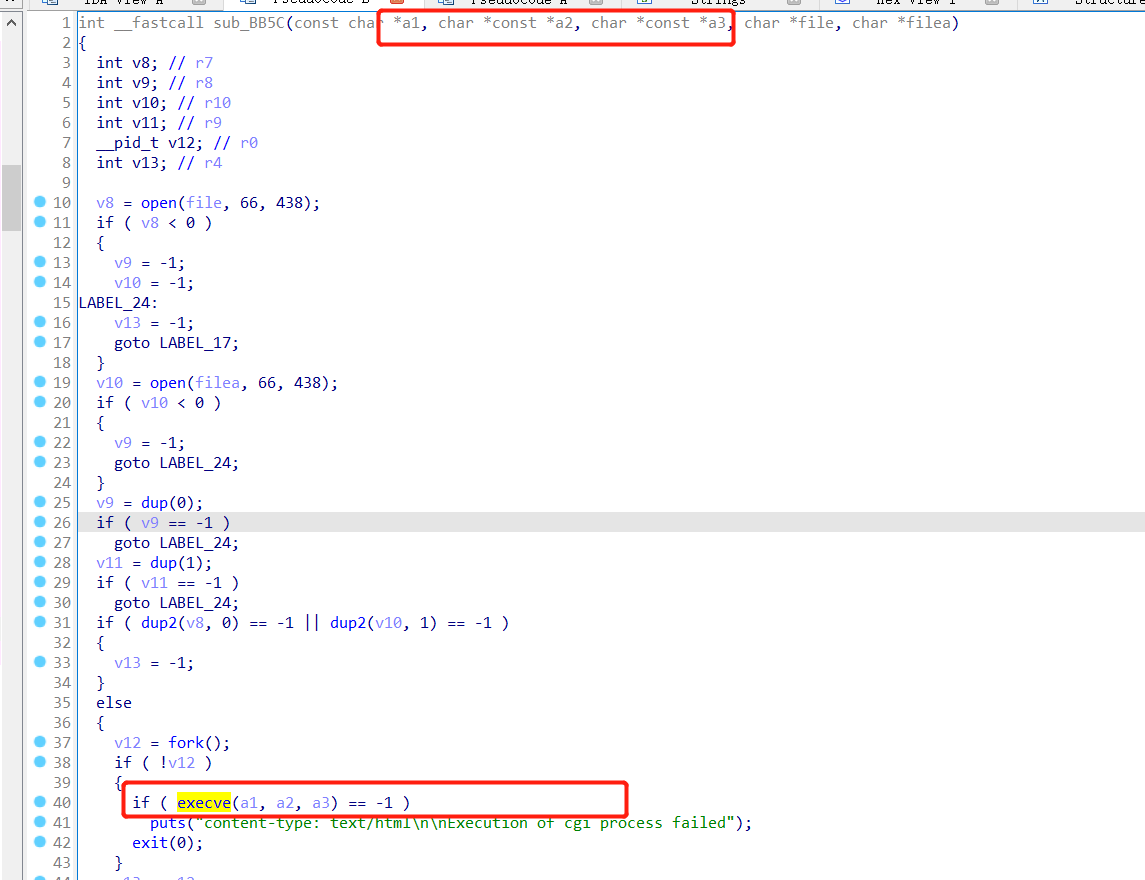 IDA View-A Pseudocode-B Pseudocode-A Strings Hex View-1 Structures
1 int __fastcall sub_BB5C(const char *a1, char *const *a2, char *const *a3, char *file, char *filea)
2 {
3 int v8; // r7
4 int v9; // r8
5 int v10; // r10
6 int v11; // r9
7 __pid_t v12; // r0
8 int v13; // r4
9
10 v8 = open(file, 66, 438);
11 if ( v8 < 0 )
12 {
13 v9 = -1;
14 v10 = -1;
15 LABEL_24:
16 v13 = -1;
17 goto LABEL_17;
18 }
19 v10 = open(filea, 66, 438);
20 if ( v10 < 0 )
21 {
22 v9 = -1;
23 goto LABEL_24;
24 }
25 v9 = dup(0);
26 if ( v9 == -1 )
27 goto LABEL_24;
28 v11 = dup(1);
29 if ( v11 == -1 )
30 goto LABEL_24;
31 if ( dup2(v8, 0) == -1 || dup2(v10, 1) == -1 )
32 {
33 v13 = -1;
34 }
35 else
36 {
37 v12 = fork();
38 if ( !v12 )
39 {
40 if ( execve(a1, a2, a3) == -1 )
41 puts("content-type: text/html\n\nExecution of cgi process failed");
42 exit(0);
43 }